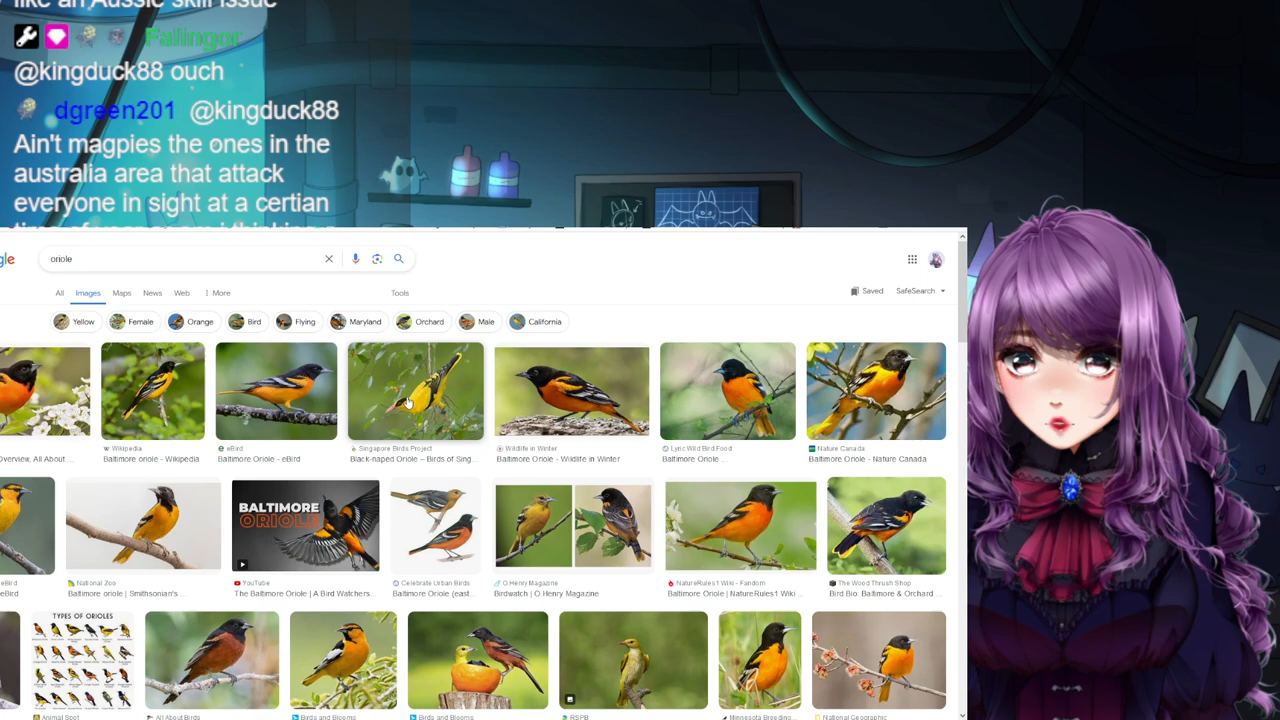 like an Aussie skill issue
Falingor
@kingduck88 ouch
dgreen201 @kingduck88
Ain't magpies the ones in the
australia area that attack
everyone in sight at a certian
gle
oriole
All Images Maps News Web More Tools
Saved SafeSearch
Yellow Female Orange Bird Flying Maryland Orchard Male California
Wikipedia eBird Singapore Birds Project Wildlife in Winter Lyric Wild Bird Food Nature Canada
Overview, All About ... Baltimore oriole - Wikipedia Baltimore Oriole - eBird Black-naped Oriole – Birds of Sing... Baltimore Oriole - Wildlife in Winter Baltimore Oriole ... Baltimore Oriole - Nature Canada
BALTIMORE
ORIOLE
eBird National Zoo YouTube Celebrate Urban Birds O.Henry Magazine NatureRules1 Wiki - Fandom The Wood Thrush Shop
eBird Baltimore oriole | Smithsonian's ... The Baltimore Oriole | A Bird Watchers... Baltimore Oriole (east... Birdwatch | O.Henry Magazine Baltimore Oriole | NatureRules1 Wiki ... Bird Bio: Baltimore & Orchard ...
TYPES OF ORIOLES
Animal Spot All About Birds Birds and Blooms Birds and Blooms RSPB Minnesota Breeding... National Geographic